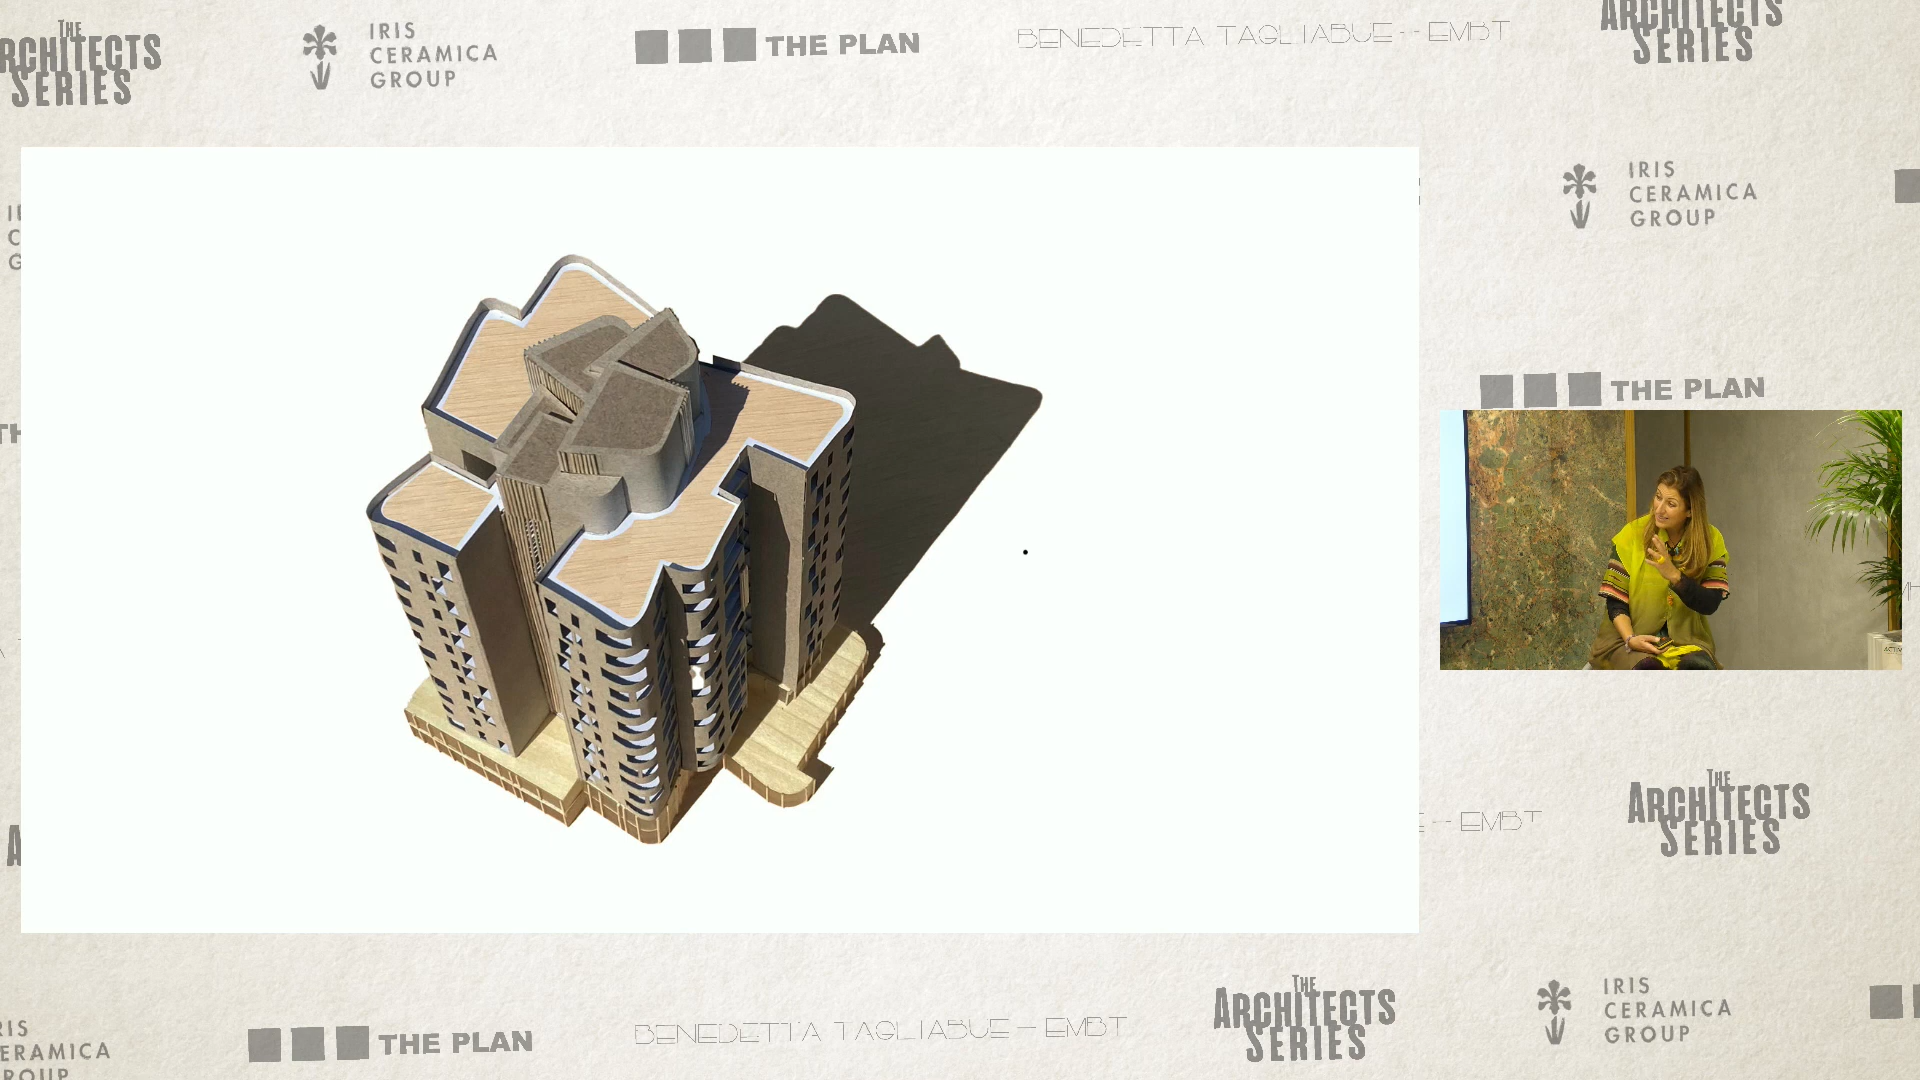 THE
ARCHITECTS
SERIES
IRIS
CERAMICA
GROUP
THE PLAN
BENEDETTA TAGLIABUE -- EMBT
ARCHITECTS
SERIES
IRIS
CERAMICA
GROUP
THE PLAN
-- EMBT
THE
ARCHITECTS
SERIES
THE
ARCHITECTS
SERIES
IRIS
CERAMICA
GROUP
THE PLAN
BENEDETTA TAGLIABUE -- EMBT